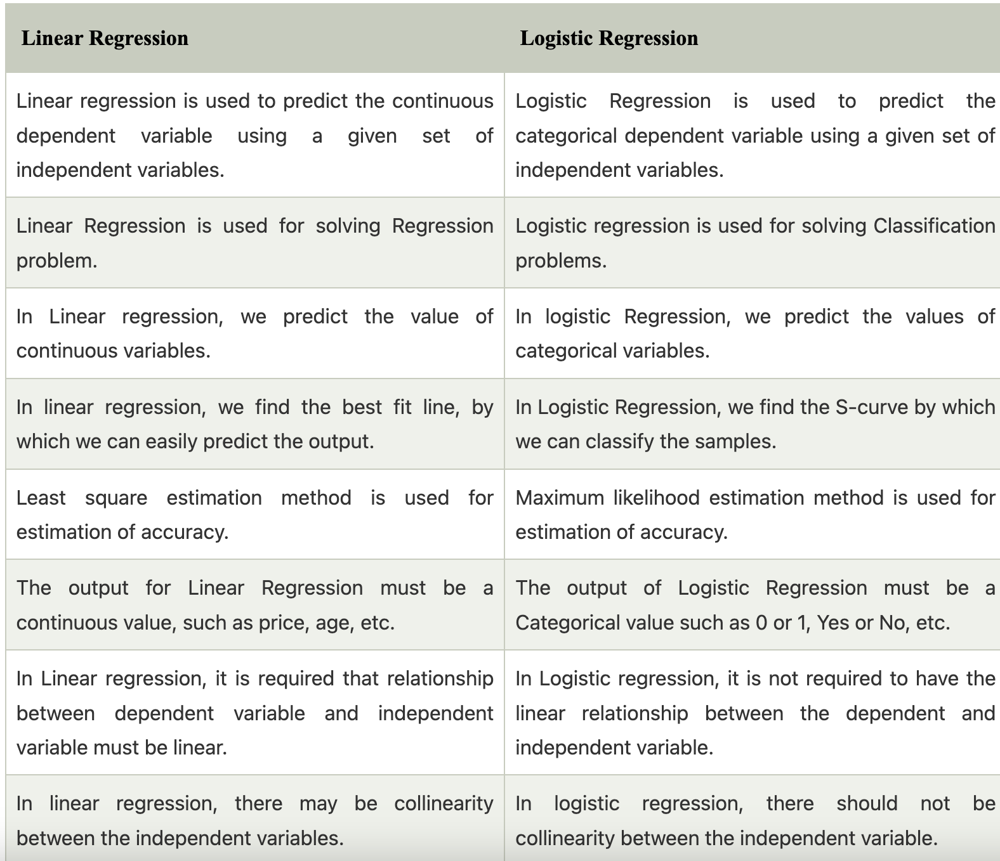 Linear Regression
Logistic Regression
Linear regression is used to predict the continuous
dependent variable using a given set of
independent variables.
Logistic Regression is used to predict the
categorical dependent variable using a given set of
independent variables.
Linear Regression is used for solving Regression
problem.
Logistic regression is used for solving Classification
problems.
In Linear regression, we predict the value of
continuous variables.
In logistic Regression, we predict the values of
categorical variables.
In linear regression, we find the best fit line, by
which we can easily predict the output.
In Logistic Regression, we find the S-curve by which
we can classify the samples.
Least square estimation method is used for
estimation of accuracy.
Maximum likelihood estimation method is used for
estimation of accuracy.
The output for Linear Regression must be a
continuous value, such as price, age, etc.
The output of Logistic Regression must be a
Categorical value such as 0 or 1, Yes or No, etc.
In Linear regression, it is required that relationship
between dependent variable and independent
variable must be linear.
In Logistic regression, it is not required to have the
linear relationship between the dependent and
independent variable.
In linear regression, there may be collinearity
between the independent variables.
In logistic regression, there should not be
collinearity between the independent variable.